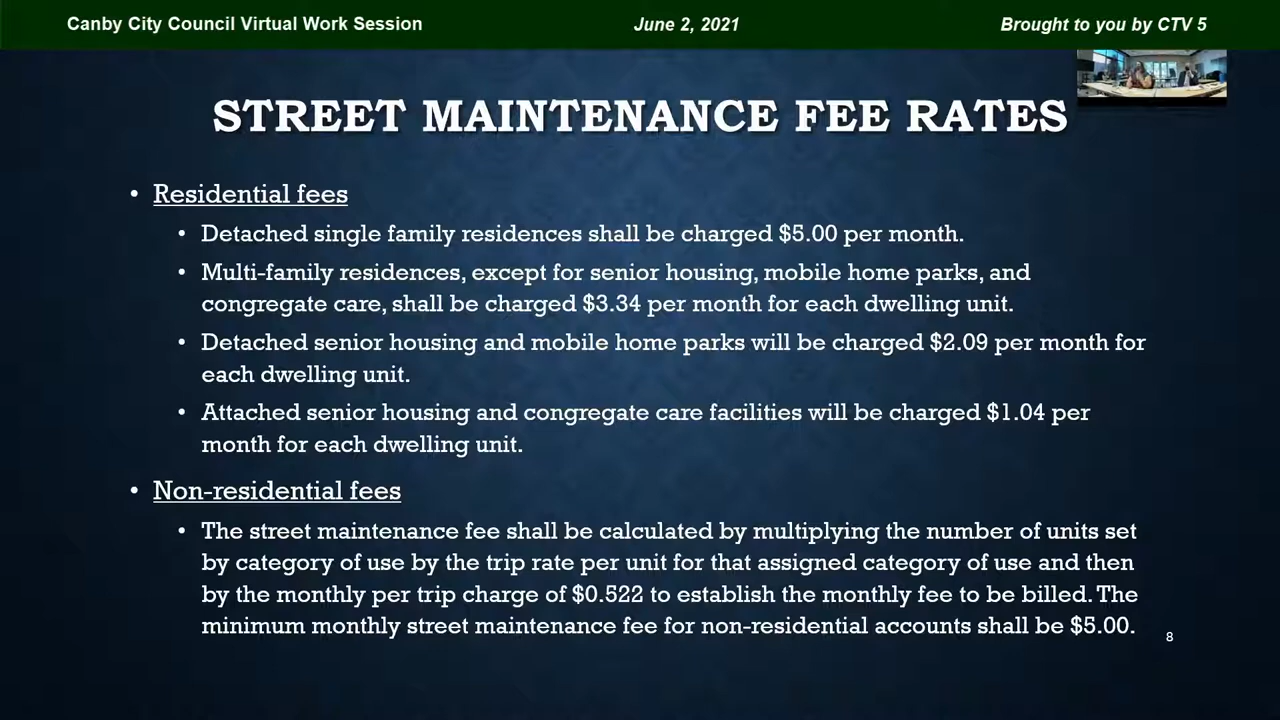 Canby City Council Virtual Work Session
June 2, 2021
Brought to you by CTV 5
STREET MAINTENANCE FEE RATES
• Residential fees
• Detached single family residences shall be charged $5.00 per month.
• Multi-family residences, except for senior housing, mobile home parks, and
congregate care, shall be charged $3.34 per month for each dwelling unit.
• Detached senior housing and mobile home parks will be charged $2.09 per month for
each dwelling unit.
• Attached senior housing and congregate care facilities will be charged $1.04 per
month for each dwelling unit.
• Non-residential fees
• The street maintenance fee shall be calculated by multiplying the number of units set
by category of use by the trip rate per unit for that assigned category of use and then
by the monthly per trip charge of $0.522 to establish the monthly fee to be billed. The
minimum monthly street maintenance fee for non-residential accounts shall be $5.00.
8